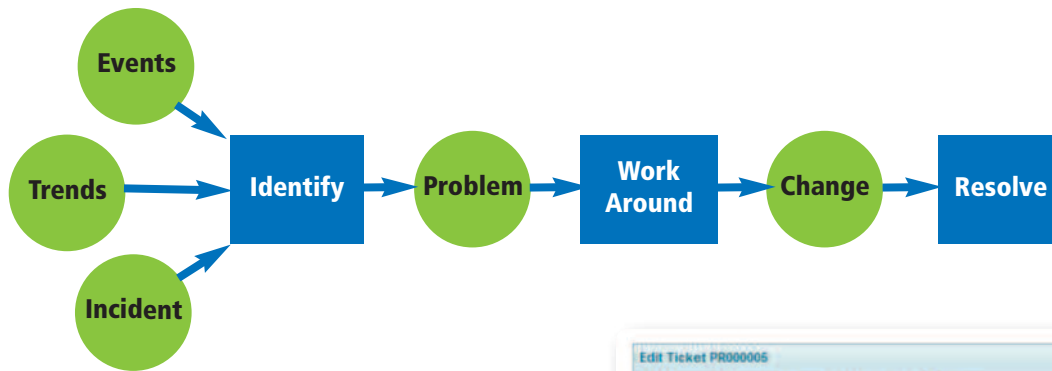 Events
Trends
Incident
Identify
Problem
Work
Around
Change
Resolve
Edit Ticket PR000005